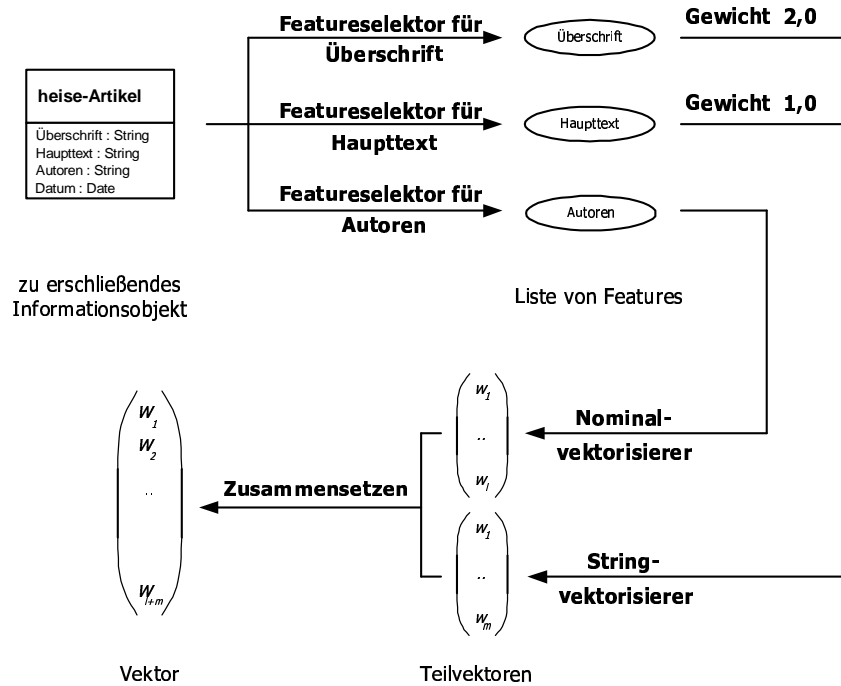 Featureselektor für
Überschrift
Überschrift
Gewicht 2,0
heise-Artikel
Überschrift : String
Haupttext : String
Autoren : String
Datum : Date
Featureselektor für
Haupttext
Haupttext
Gewicht 1,0
Featureselektor für
Autoren
Autoren
zu erschließendes
Informationsobjekt
Liste von Features
w1
..
wl
Nominal-
vektorisierer
w1
w2
..
wl+m
Zusammensetzen
w1
..
wm
String-
vektorisierer
Vektor
Teilvektoren